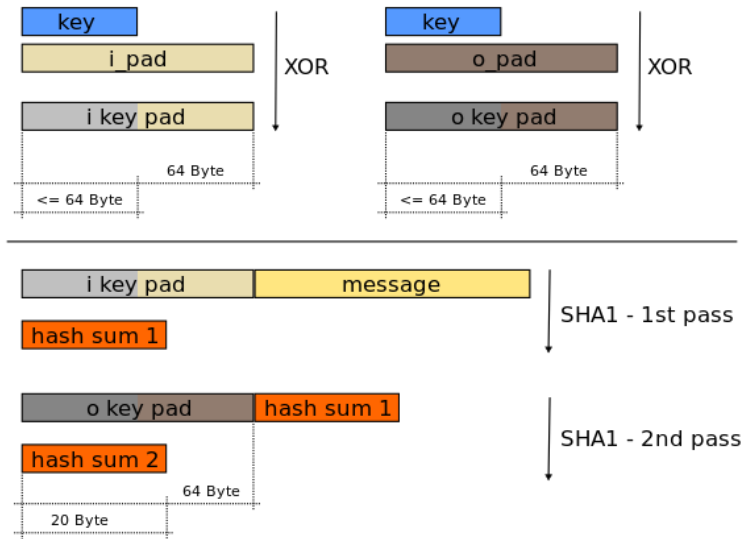 key
i_pad
XOR
i key pad
64 Byte
<= 64 Byte
key
o_pad
XOR
o key pad
64 Byte
<= 64 Byte
i key pad message
SHA1 - 1st pass
hash sum 1
o key pad hash sum 1
SHA1 - 2nd pass
hash sum 2
64 Byte
20 Byte